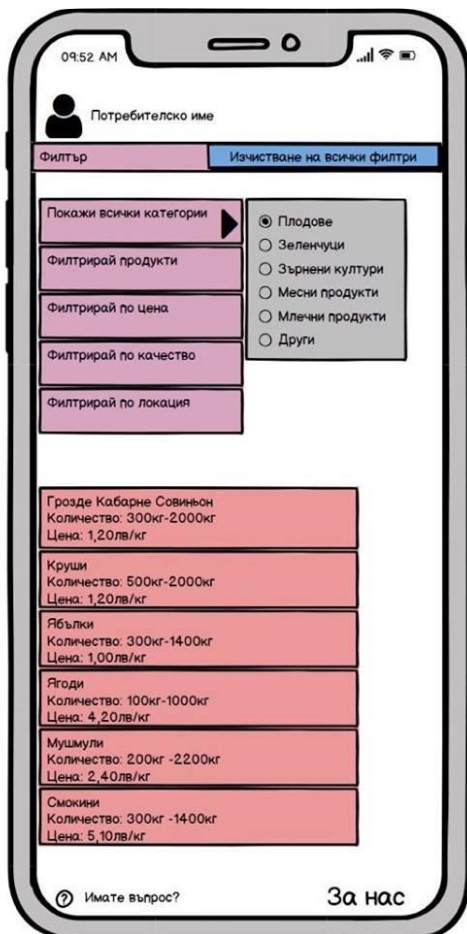 09:52 AM
Потребителско име
Филтър
Изчистване на всички филтри
Покажи всички категории
Филтрирай продукти
Филтрирай по цена
Филтрирай по качество
Филтрирай по локация
Плодове
Зеленчуци
Зърнени култури
Месни продукти
Млечни продукти
Други
Грозде Кабарне Совиньон
Количество: 300кг-2000кг
Цена: 1,20лв/кг
Круши
Количество: 500кг-2000кг
Цена: 1,20лв/кг
Ябълки
Количество: 300кг-1400кг
Цена: 1,00лв/кг
Ягоди
Количество: 100кг-1000кг
Цена: 4,20лв/кг
Мушмули
Количество: 200кг -2200кг
Цена: 2,40лв/кг
Смокини
Количество: 300кг -1400кг
Цена: 5,10лв/кг
? Имате въпрос?
За нас